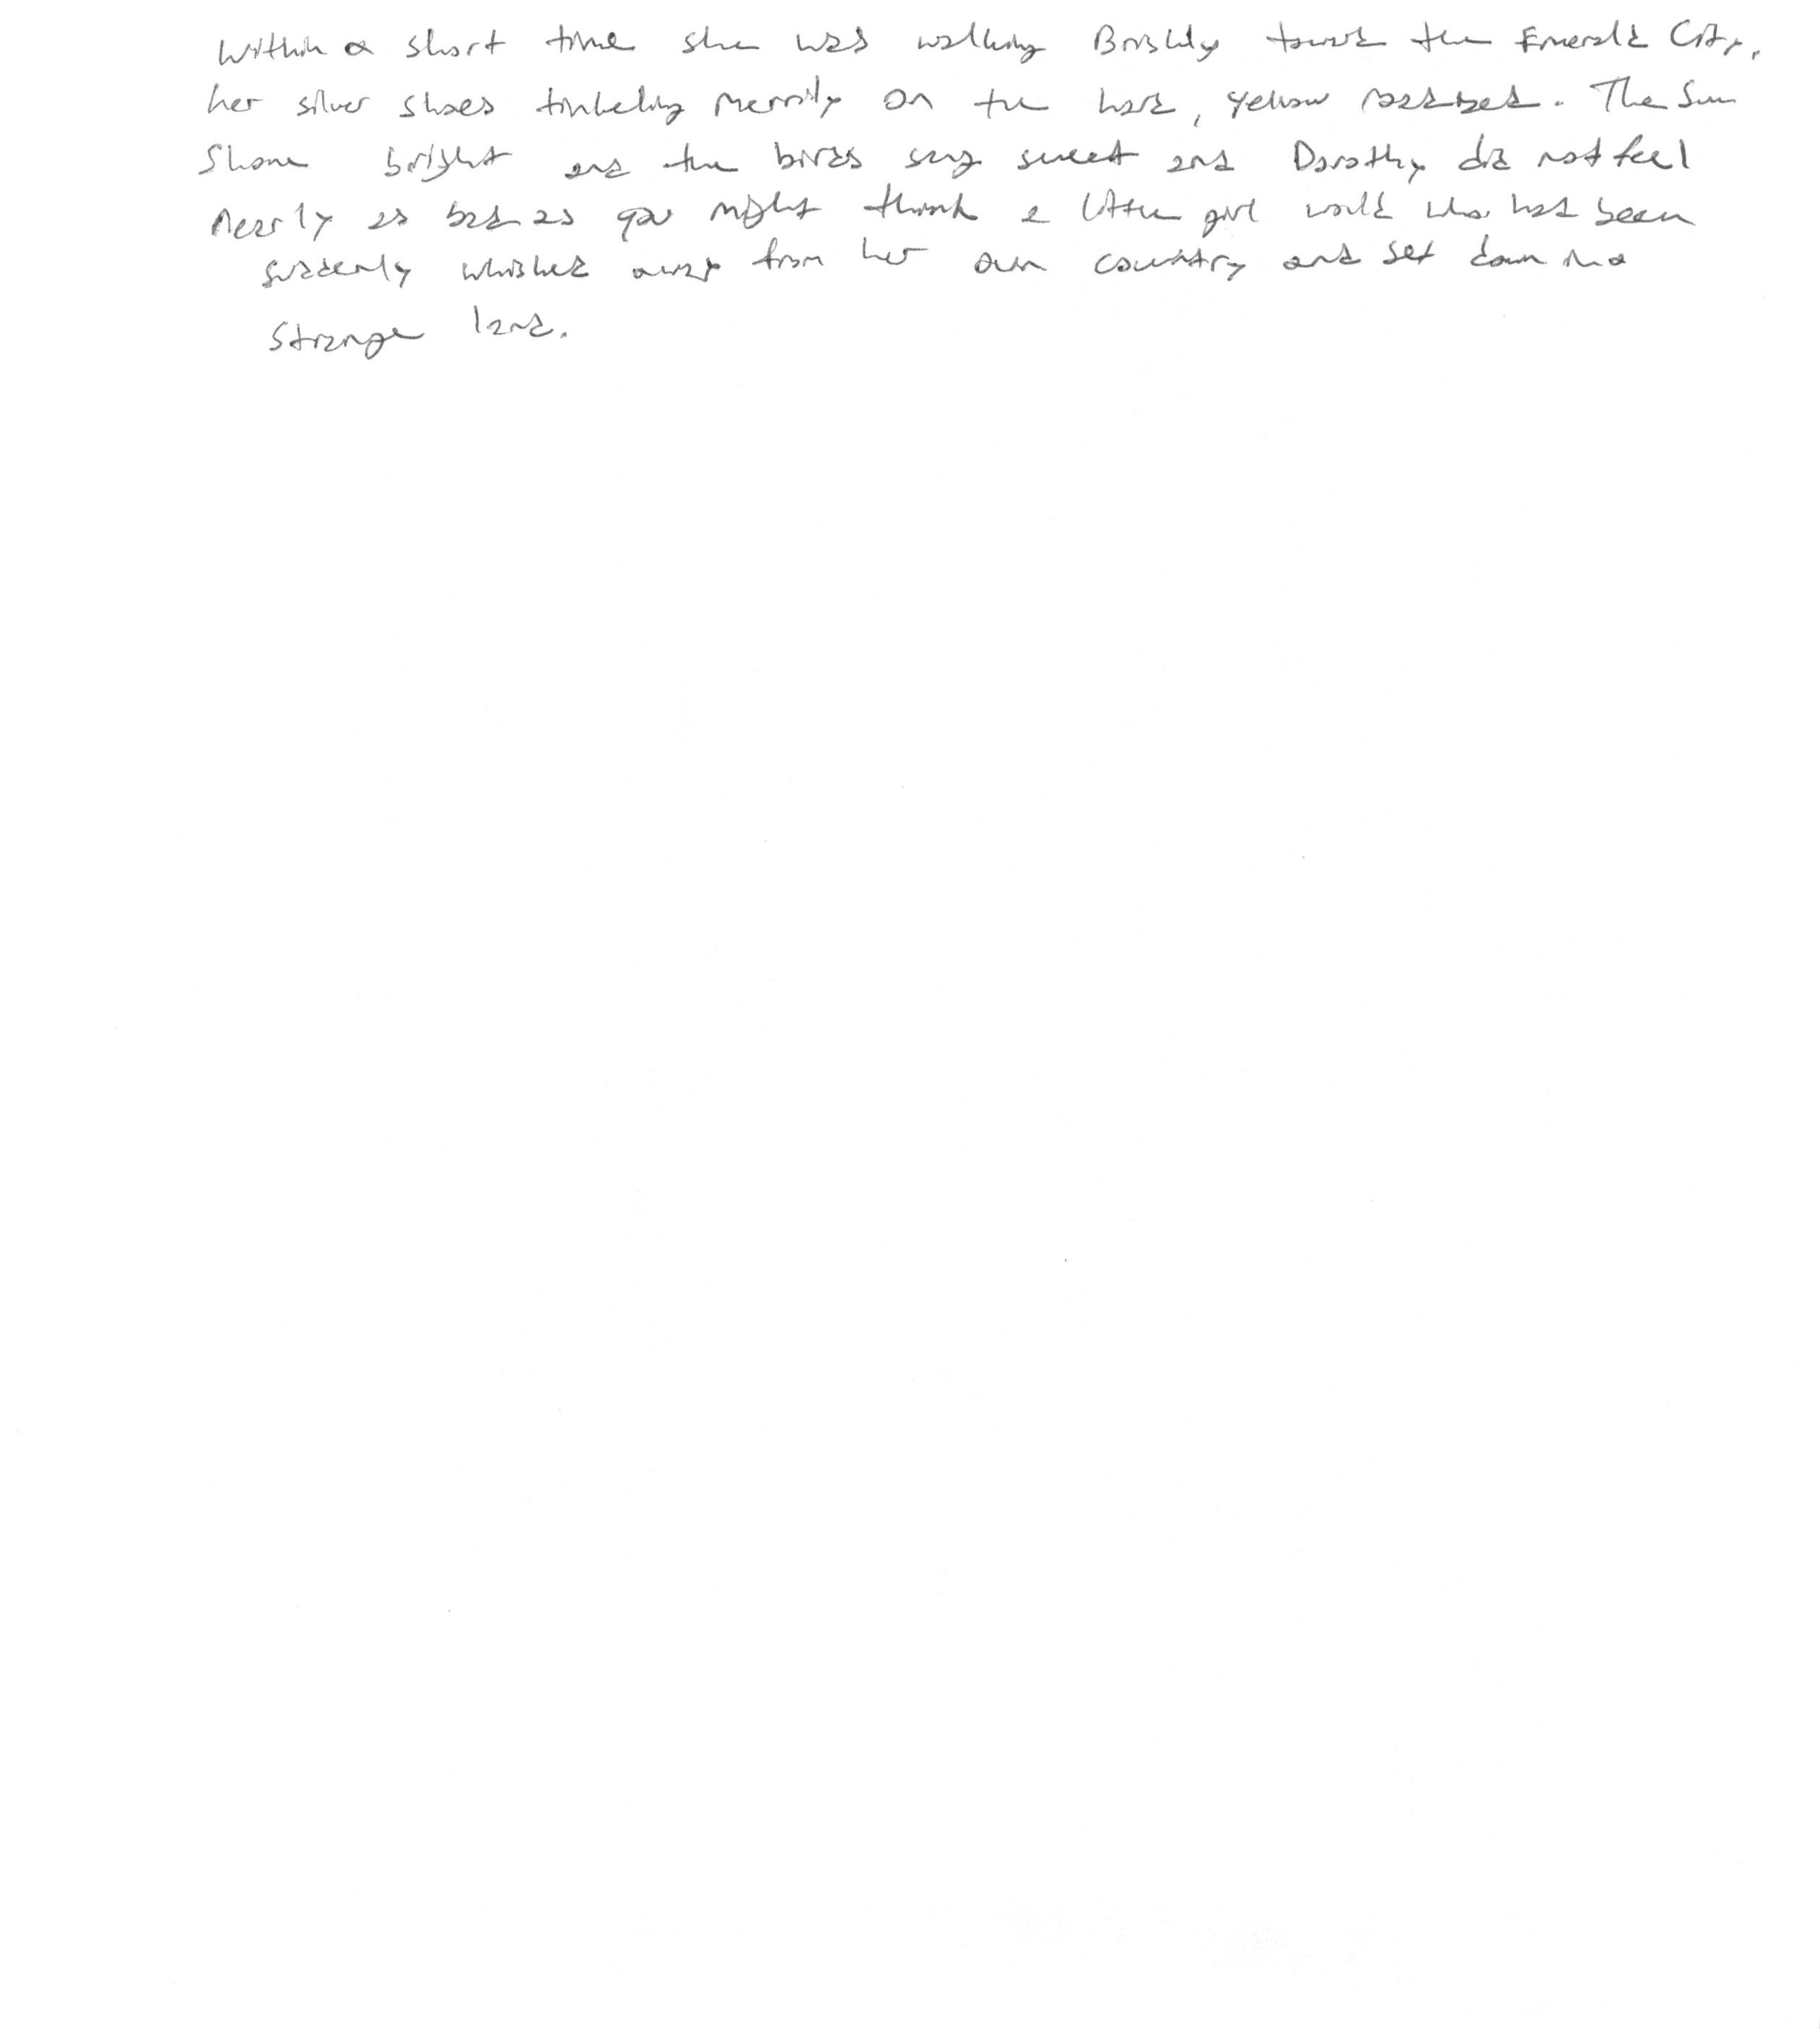 Within a short time she was walking Briskly toward the Emerald City,
her silver shoes tinkeling merrily on the hard, yellow roadbed. The Sun
Shone bright and the birds sang sweet and Dorothy did not feel
nearly as bad as you might think a little girl would who had been
suddenly whisked away from her own country and set down in a
strange land.